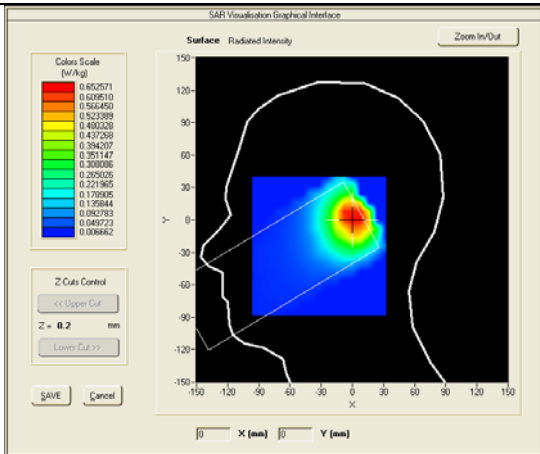 SAR Visualisation Graphical Interface
Surface Radiated Intensity
Zoom In/Out
Colors Scale
(W/kg)
0.652571
0.609510
0.566450
0.523389
0.480328
0.437268
0.394207
0.351147
0.308086
0.265026
0.221965
0.178905
0.135844
0.092783
0.049723
0.006662
150
120
90
60
30
0
-30
-60
-90
-120
-150
Y
-150 -120 -90 -60 -30 0 30 60 90 120 150
X
Z Cuts Control
<< Upper Cut
Z = 0.2 mm
Lower Cut >>
SAVE Cancel
0 X (mm) 0 Y (mm)